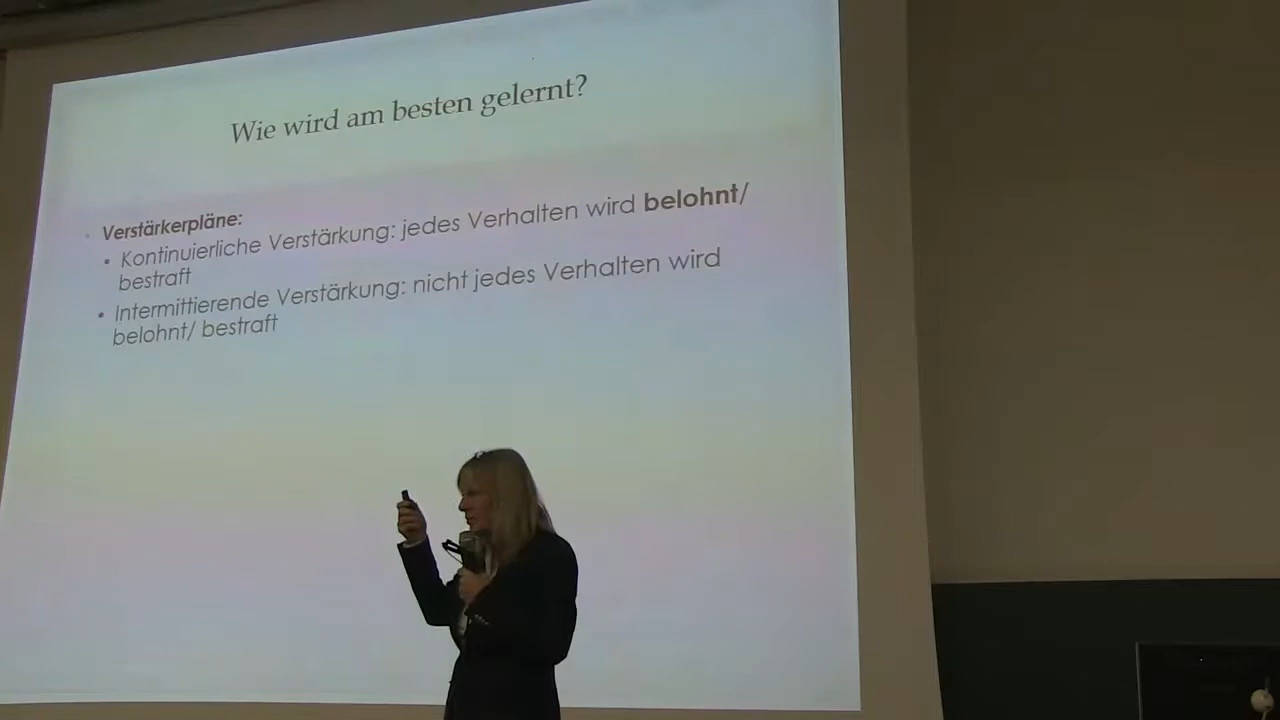 Wie wird am besten gelernt?
• Verstärkerpläne:
• Kontinuierliche Verstärkung: jedes Verhalten wird belohnt/
bestraft
• Intermittierende Verstärkung: nicht jedes Verhalten wird
belohnt/ bestraft